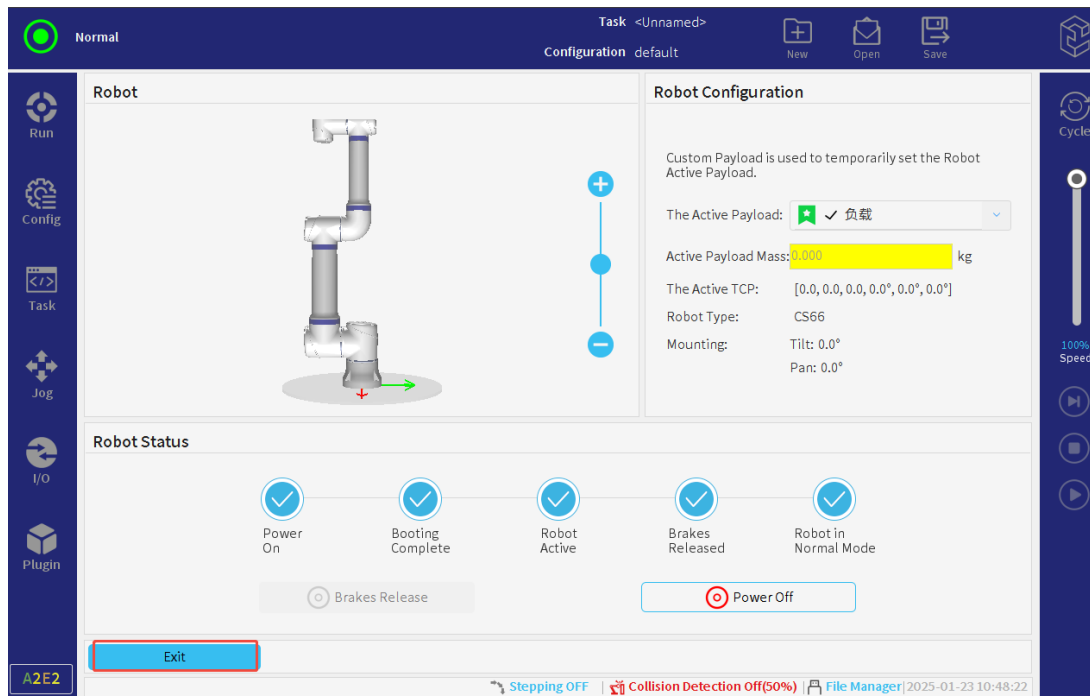 Normal
Task <Unnamed>
Configuration default
New
Open
Save
Run
Config
Task
Jog
I/O
Plugin
A2E2
Robot
Robot Configuration
Custom Payload is used to temporarily set the Robot
Active Payload.
The Active Payload: 负载
Active Payload Mass: 0.000 kg
The Active TCP: [0.0, 0.0, 0.0, 0.0°, 0.0°, 0.0°]
Robot Type: CS66
Mounting: Tilt: 0.0°
Pan: 0.0°
Robot Status
Power
On
Booting
Complete
Robot
Active
Brakes
Released
Robot in
Normal Mode
Brakes Release
Power Off
Exit
Cycle
100%
Speed
Stepping OFF | Collision Detection Off(50%) | File Manager| 2025-01-23 10:48:22